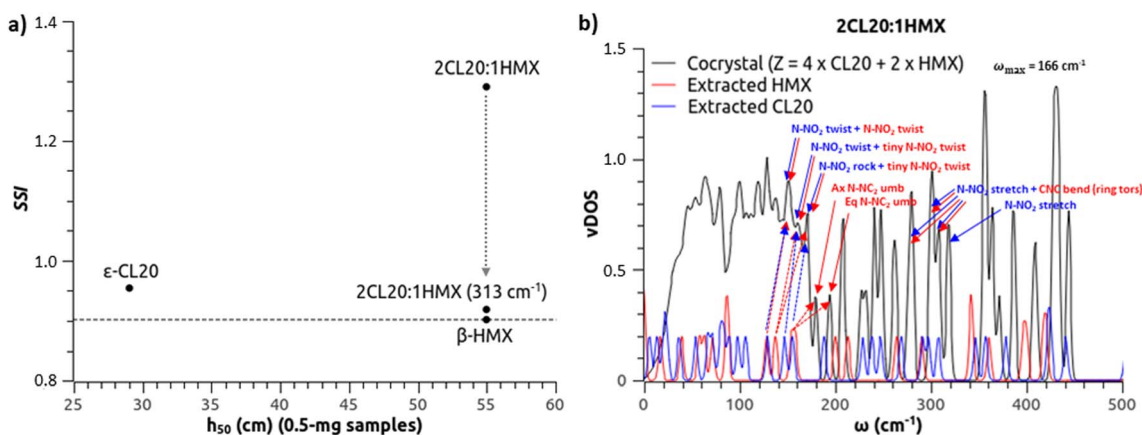 a)
1.4
1.2
1.0
0.8
SSI
2CL20:1HMX
ε-CL20
2CL20:1HMX (313 cm⁻¹)
β-HMX
25 30 35 40 45 50 55 60
h₅₀ (cm) (0.5-mg samples)
b)
2CL20:1HMX
1.5
1.0
0.5
0
vDOS
Cocrystal (Z = 4 x CL20 + 2 x HMX)
Extracted HMX
Extracted CL20
ωmax = 166 cm⁻¹
N-NO₂ twist + N-NO₂ twist
N-NO₂ twist + tiny N-NO₂ twist
N-NO₂ rock + tiny N-NO₂ twist
Ax N-NC₂ umb
Eq N-NC₂ umb
N-NO₂ stretch + CNC bend (ring tors)
N-NO₂ stretch
0 100 200 300 400 500
ω (cm⁻¹)